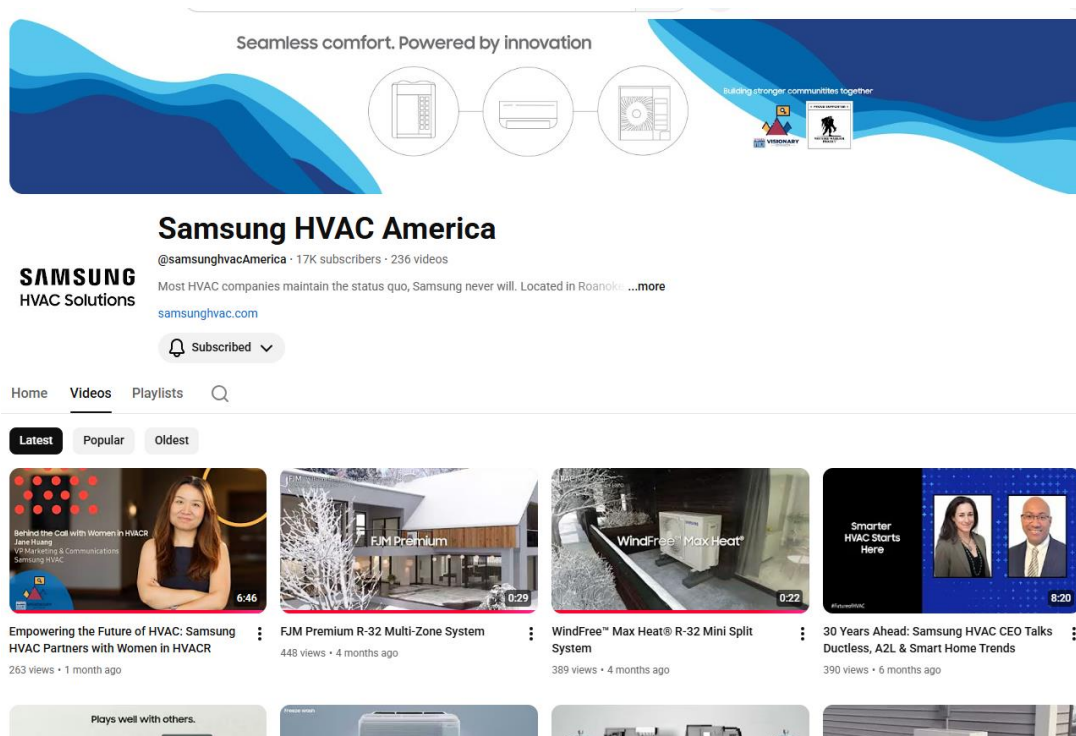 Seamless comfort. Powered by innovation
Building stronger communitites together
VISIONARY
Samsung HVAC America
SAMSUNG
HVAC Solutions
@samsunghvacAmerica · 17K subscribers · 236 videos
Most HVAC companies maintain the status quo, Samsung never will. Located in Roanoke ...more
samsunghvac.com
Subscribed
Home Videos Playlists
Latest Popular Oldest
Behind the Call with Women in HVACR
Jane Huang
VP Marketing & Communications
Samsung HVAC
6:46
FJM Premium
0:29
WindFree™ Max Heat®
0:22
Smarter
HVAC Starts
Here
#FutureofHVAC
8:20
Empowering the Future of HVAC: Samsung
HVAC Partners with Women in HVACR
263 views • 1 month ago
FJM Premium R-32 Multi-Zone System
448 views • 4 months ago
WindFree™ Max Heat® R-32 Mini Split
System
389 views • 4 months ago
30 Years Ahead: Samsung HVAC CEO Talks
Ductless, A2L & Smart Home Trends
390 views • 6 months ago
Plays well with others.